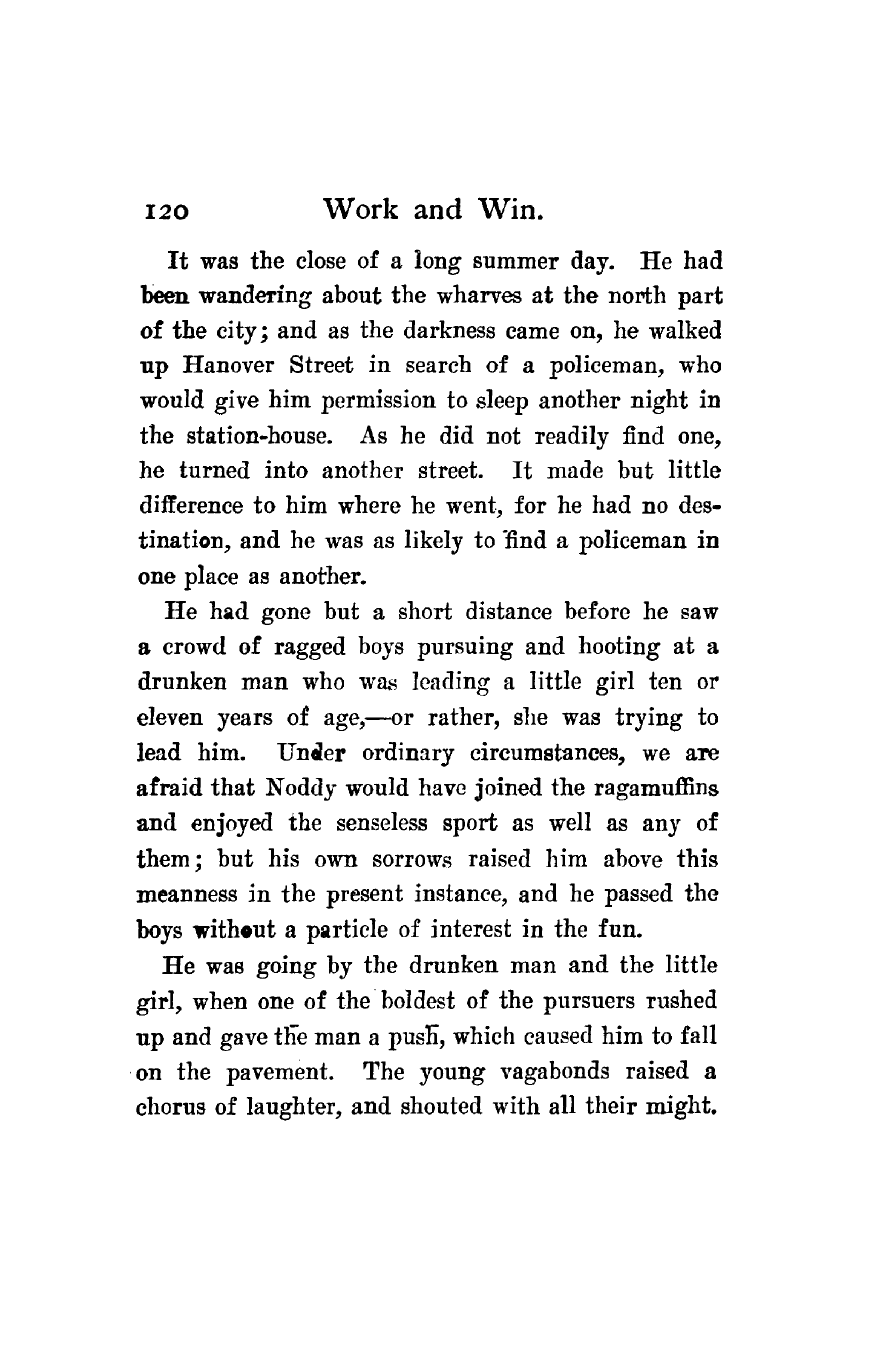 120 Work and Win.
It was the close of a long summer day. He had
been wandering about the wharves at the north part
of the city; and as the darkness came on, he walked
up Hanover Street in search of a policeman, who
would give him permission to sleep another night in
the station-house. As he did not readily find one,
he turned into another street. It made but little
difference to him where he went, for he had no des-
tination, and he was as likely to find a policeman in
one place as another.
He had gone but a short distance before he saw
a crowd of ragged boys pursuing and hooting at a
drunken man who was leading a little girl ten or
eleven years of age,—or rather, she was trying to
lead him. Under ordinary circumstances, we are
afraid that Noddy would have joined the ragamuffins
and enjoyed the senseless sport as well as any of
them; but his own sorrows raised him above this
meanness in the present instance, and he passed the
boys without a particle of interest in the fun.
He was going by the drunken man and the little
girl, when one of the boldest of the pursuers rushed
up and gave the man a push, which caused him to fall
on the pavement. The young vagabonds raised a
chorus of laughter, and shouted with all their might.